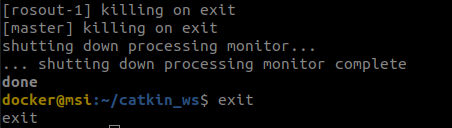 [rosout-1] killing on exit
[master] killing on exit
shutting down processing monitor...
... shutting down processing monitor complete
done
docker@msi:~/catkin_ws$ exit
exit